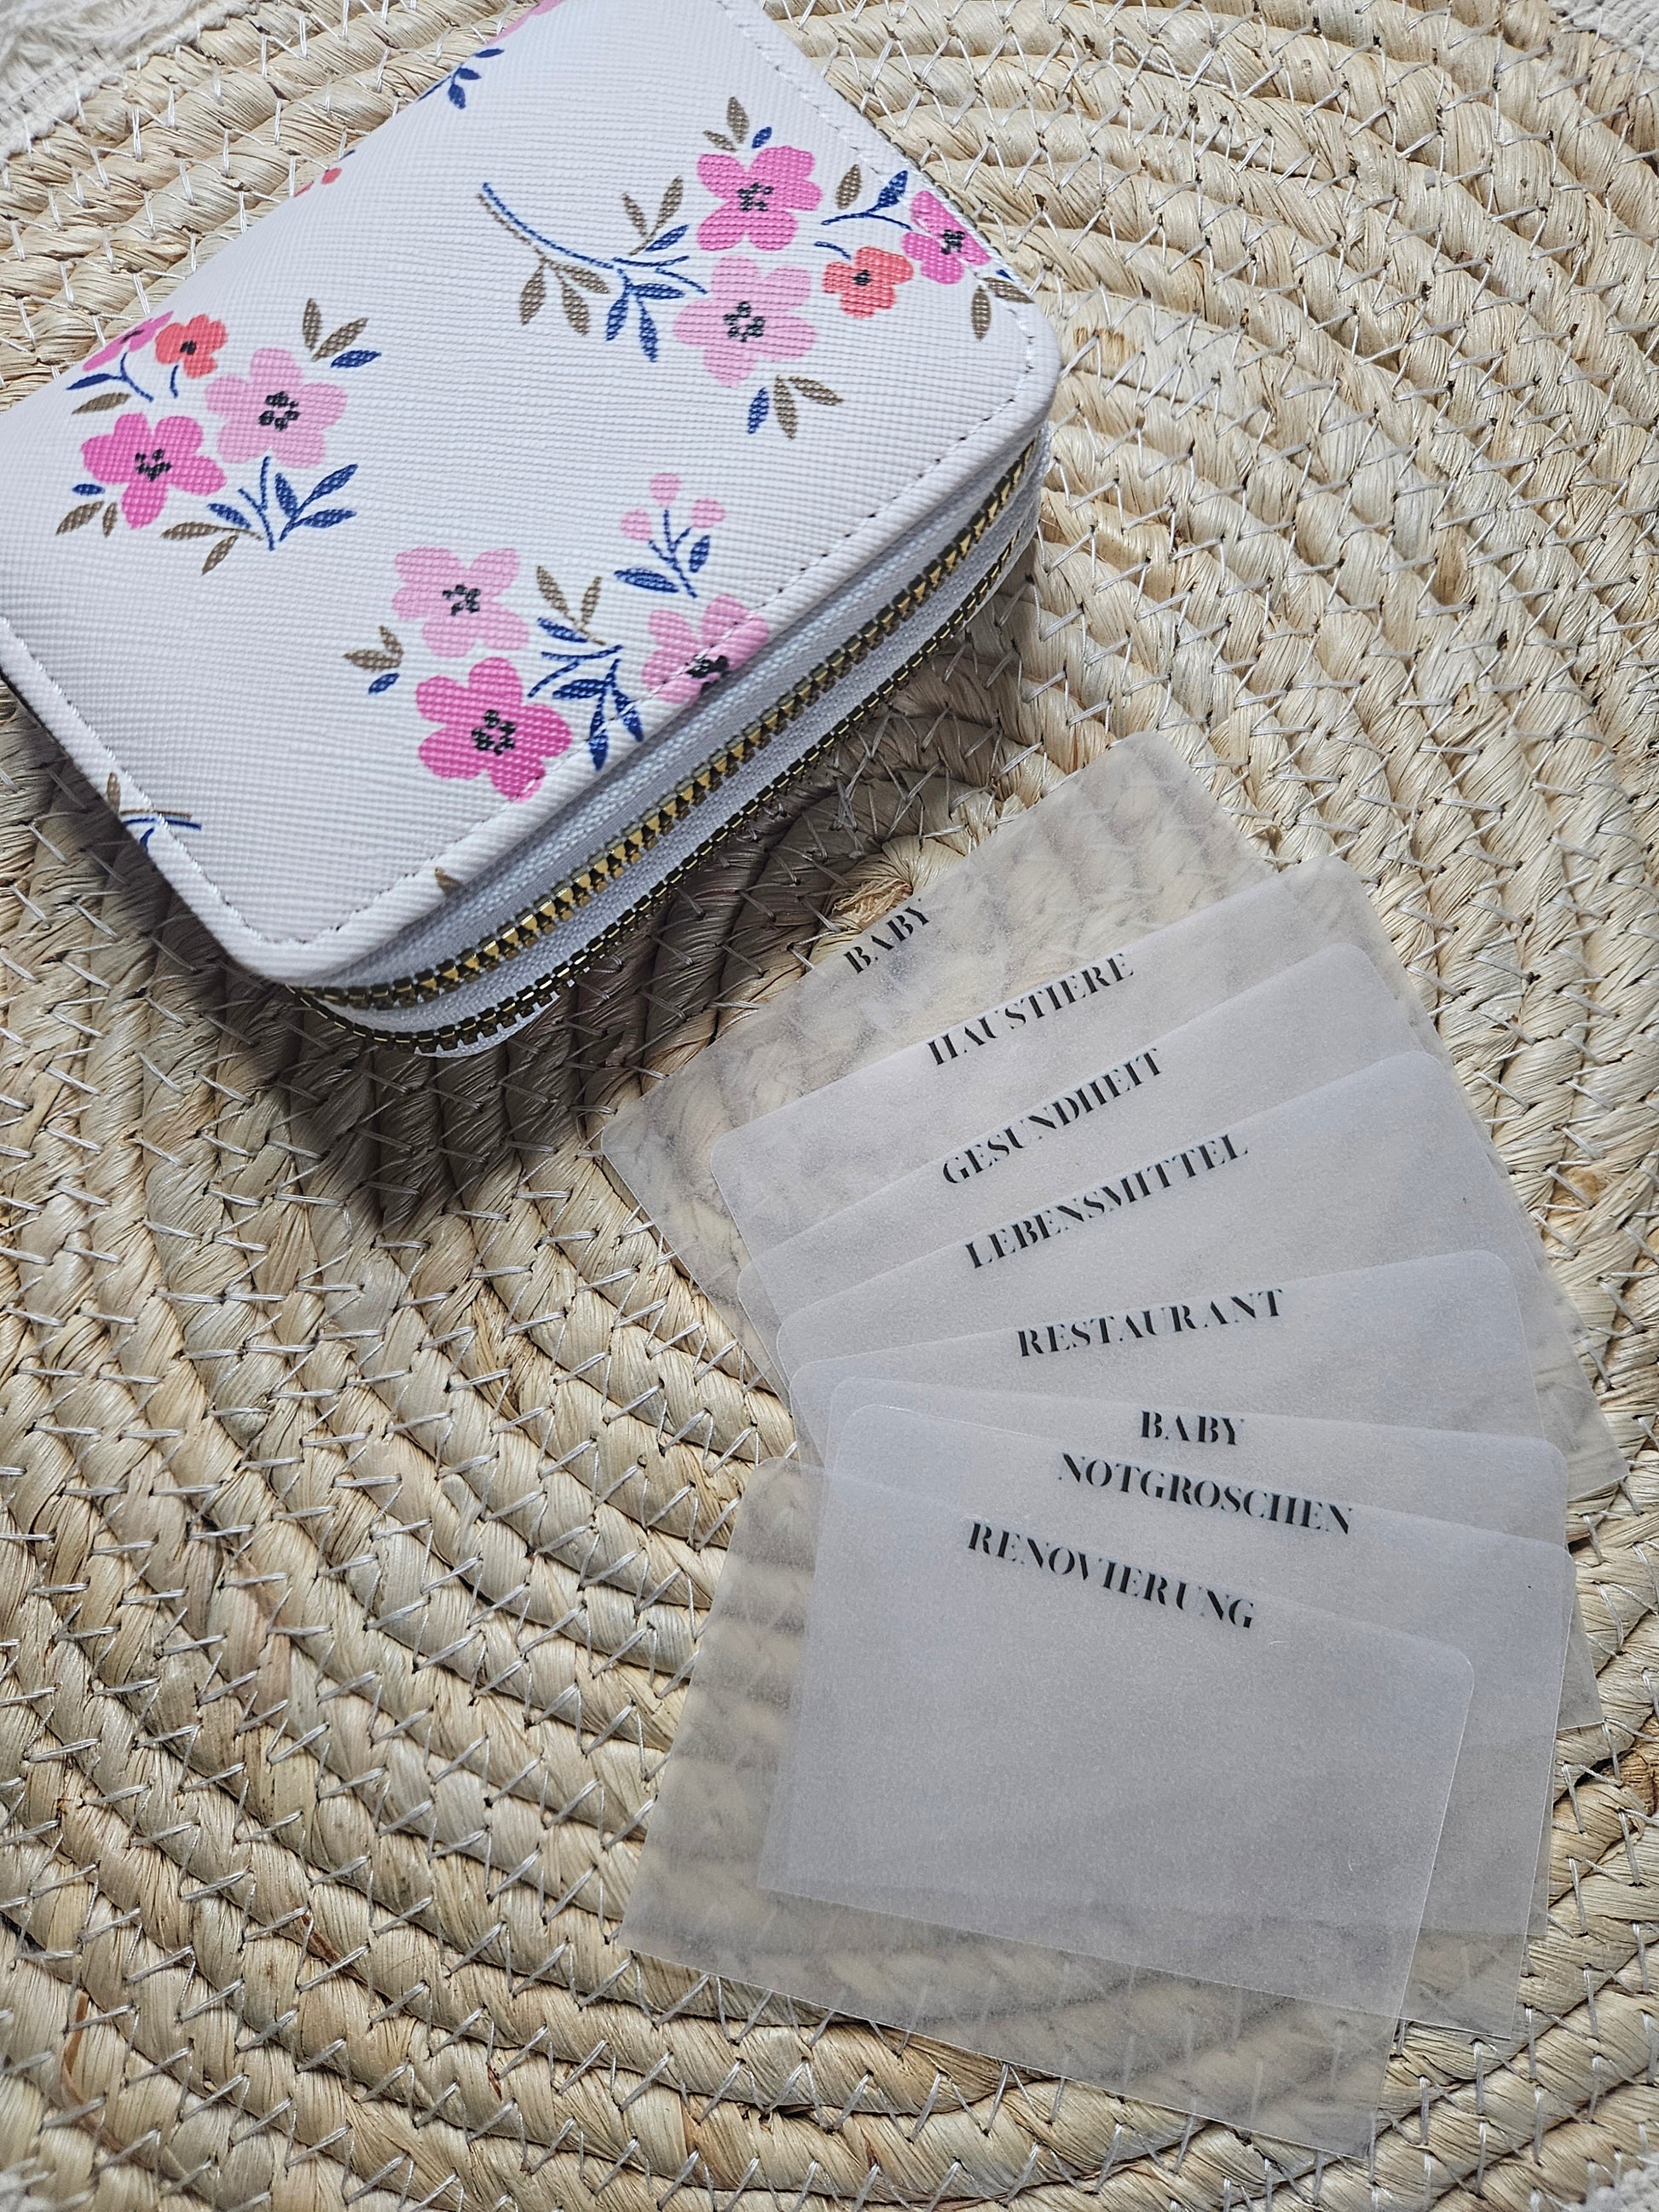 BABY
HAUSTIERE
GESUNDHEIT
LEBENSMITTEL
RESTAURANT
BABY
NOTGROSCHEN
RENOVIERUNG